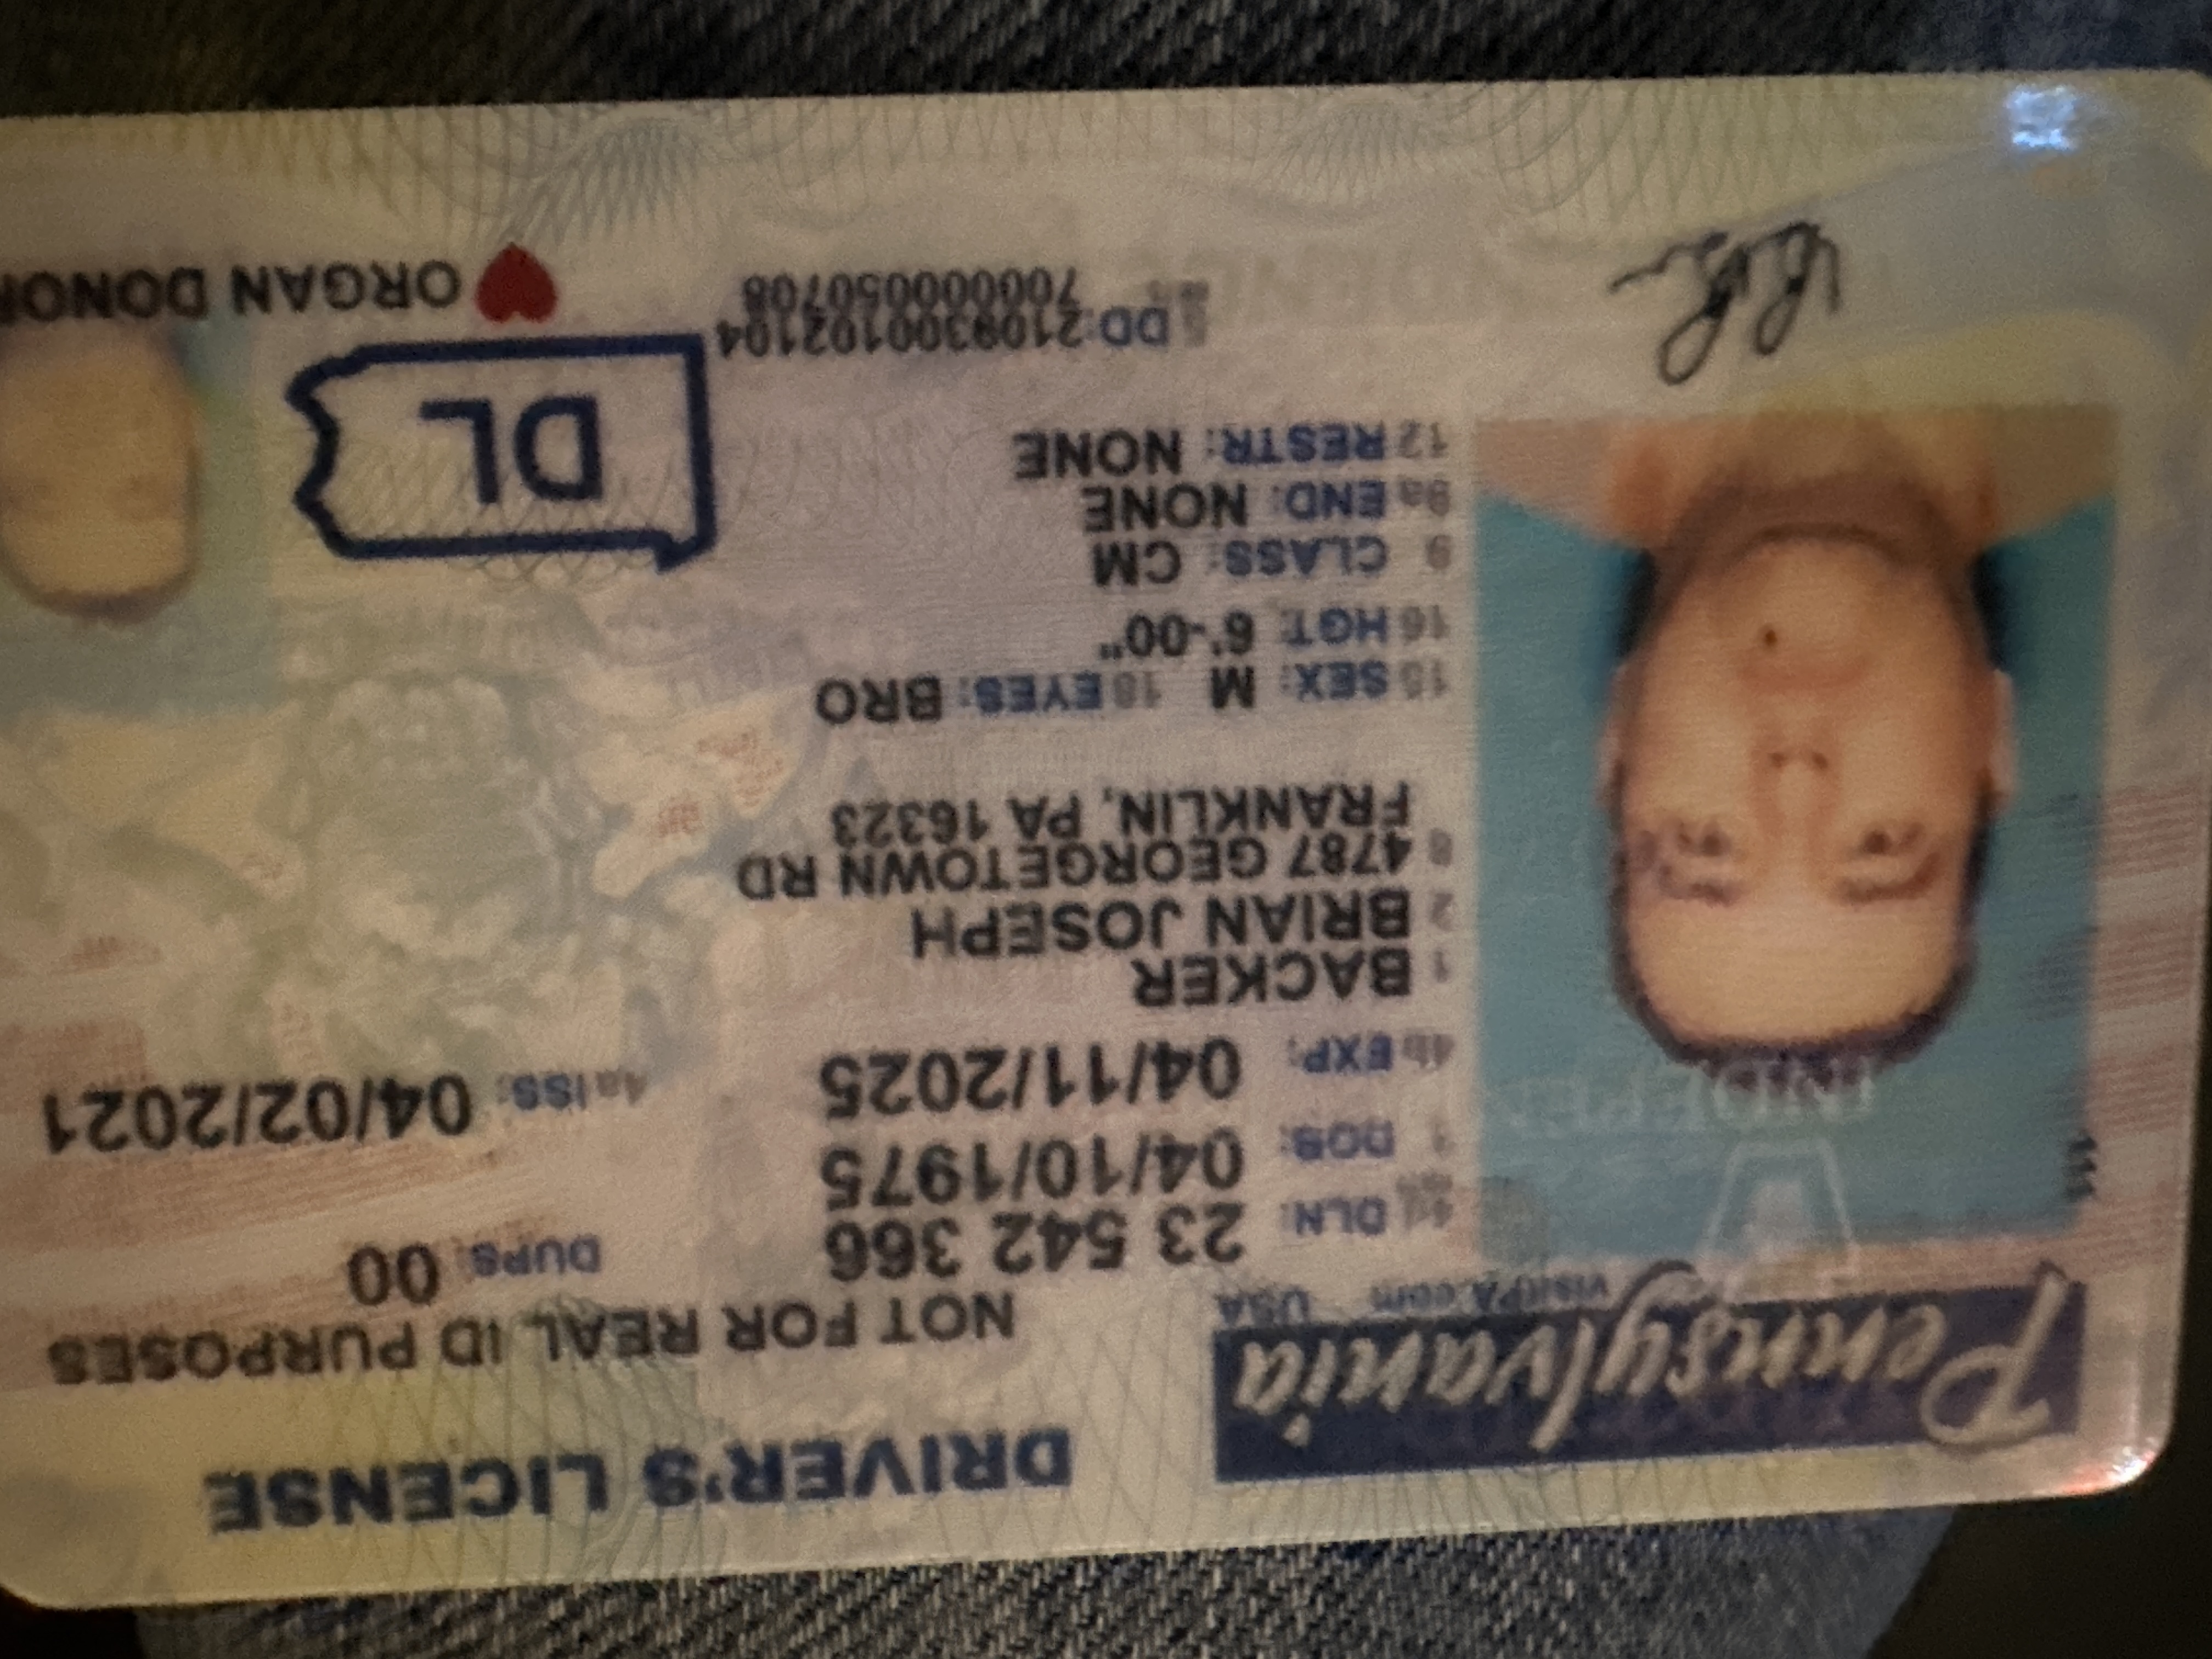 Pennsylvania
DRIVER'S LICENSE
VISITPA.COM USA
NOT FOR REAL ID PURPOSES
4d DLN: 23 542 366
DUPS: 00
DOB: 04/10/1975
4b EXP: 04/11/2025
4a ISS: 04/02/2021
1 BACKER
2 BRIAN JOSEPH
8 4787 GEORGETOWN RD
FRANKLIN, PA 16323
15 SEX: M 18 EYES: BRO
16 HGT: 6'-00"
9 CLASS: CM
9a END: NONE
12 RESTR: NONE
DL
5 DD: 2109300102104
700000050708
ORGAN DONOR